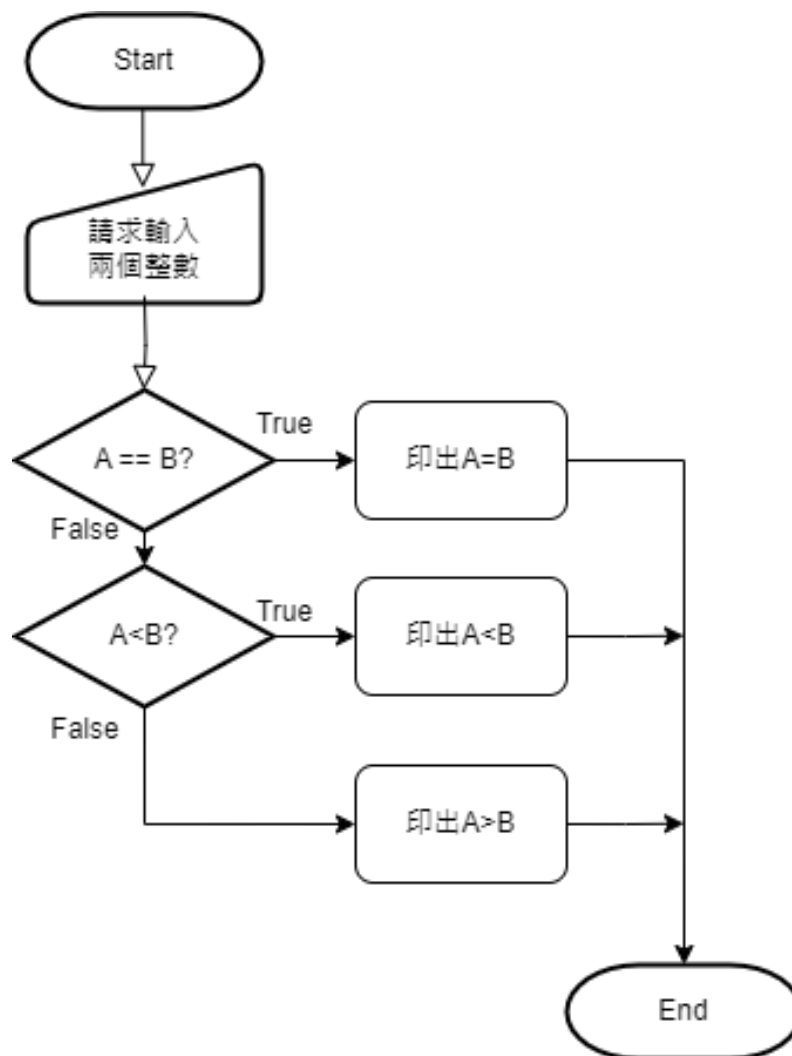 Start
請求輸入
兩個整數
A == B?
True
印出A=B
False
A<B?
True
印出A<B
False
印出A>B
End